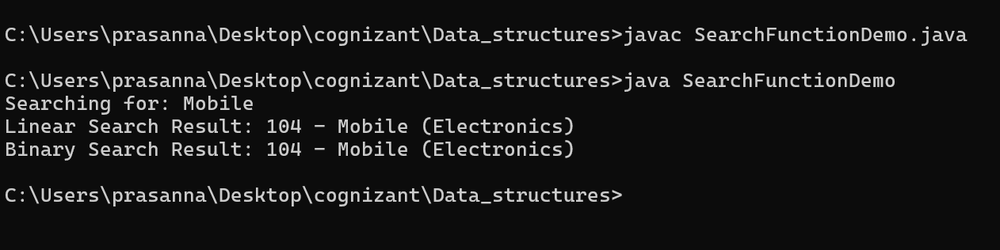 C:\Users\prasanna\Desktop\cognizant\Data_structures>javac SearchFunctionDemo.java
C:\Users\prasanna\Desktop\cognizant\Data_structures>java SearchFunctionDemo
Searching for: Mobile
Linear Search Result: 104 - Mobile (Electronics)
Binary Search Result: 104 - Mobile (Electronics)
C:\Users\prasanna\Desktop\cognizant\Data_structures>